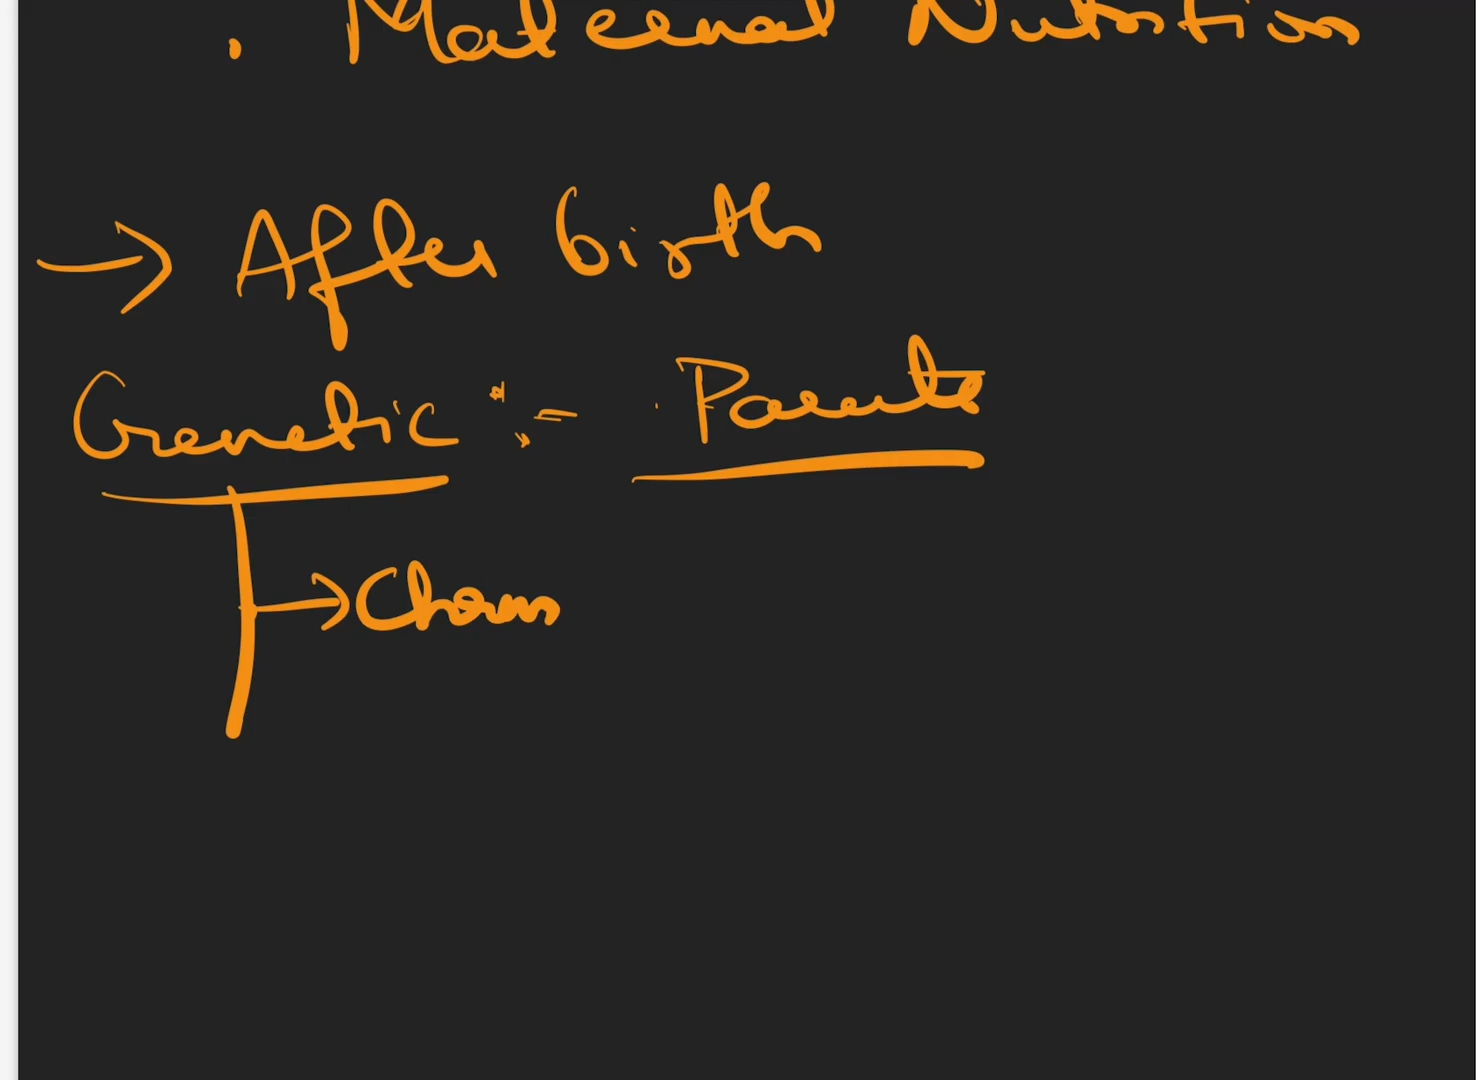 . Maternal Nutrition
→ After birth
Genetic :- Parents
→ Chrom